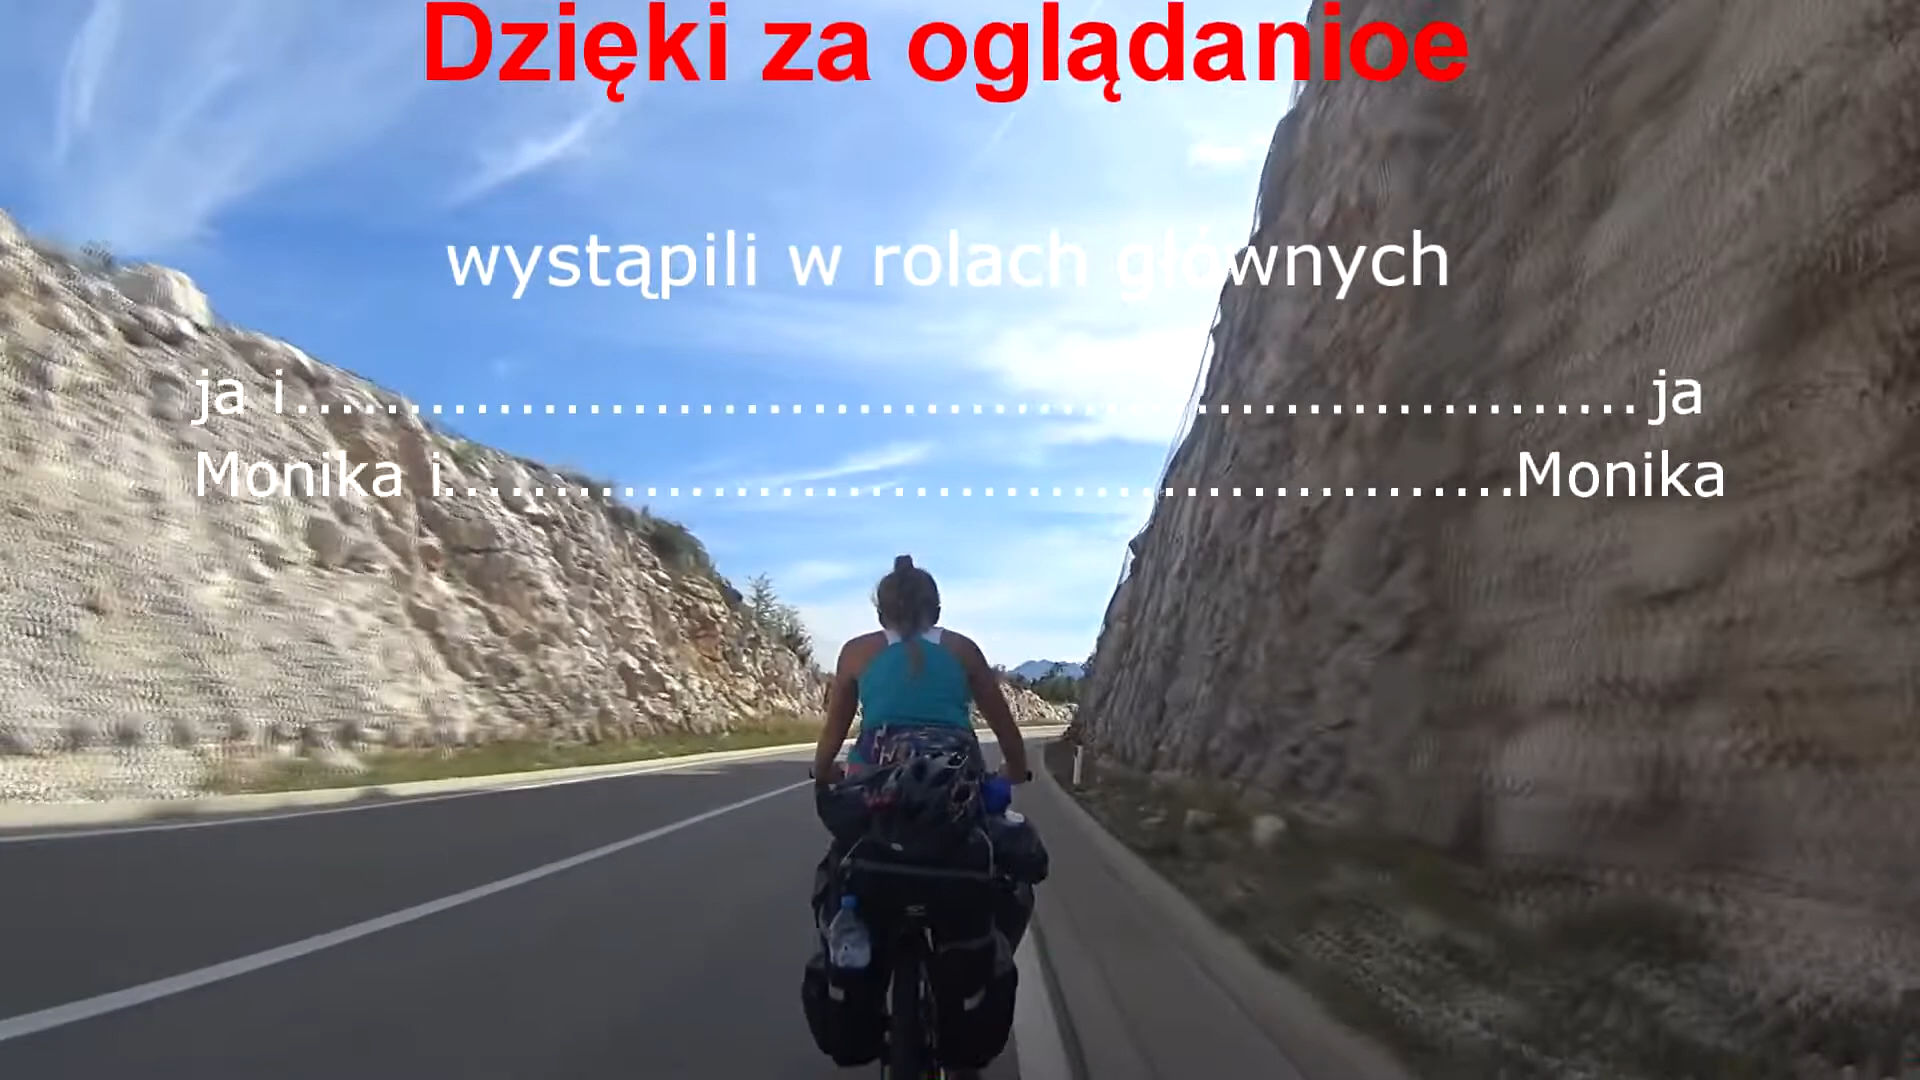 Dzięki za oglądanioe
wystąpili w rolach głównych
ja i.................................................ja
Monika i.......................................Monika